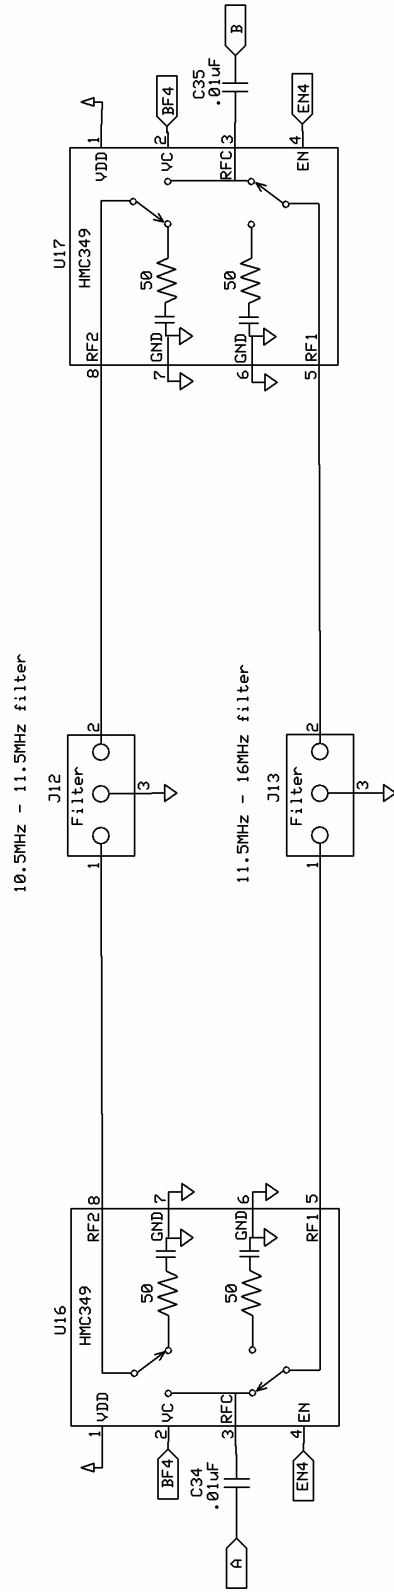 10.5MHz - 11.5MHz filter
U16
HMC349
1
VDD
BF4
2
VC
A
C34
.01uF
3
RFC
EN4
4
EN
RF2
8
50
GND
7
50
GND
6
RF1
5
J12
Filter
1
2
3
11.5MHz - 16MHz filter
J13
Filter
1
2
3
U17
HMC349
8
RF2
7
GND
50
6
GND
50
5
RF1
VDD
1
VC
2
BF4
RFC
3
C35
.01uF
B
EN
4
EN4